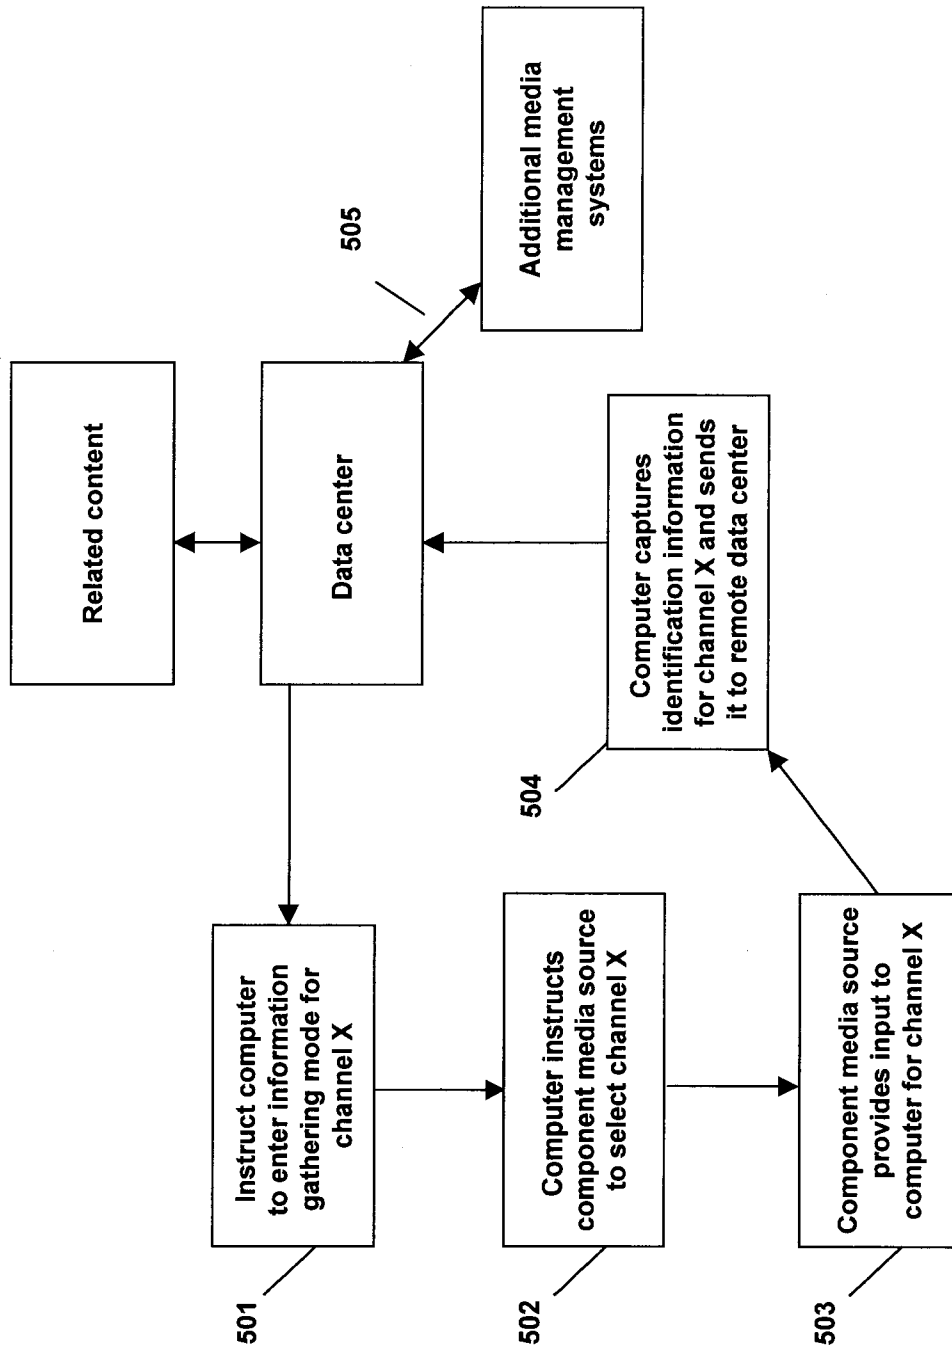 501
Instruct computer
to enter information
gathering mode for
channel X
502
Computer instructs
component media source
to select channel X
503
Component media source
provides input to
computer for channel X
504
Computer captures
identification information
for channel X and sends
it to remote data center
Data center
Related content
505
Additional media
management
systems